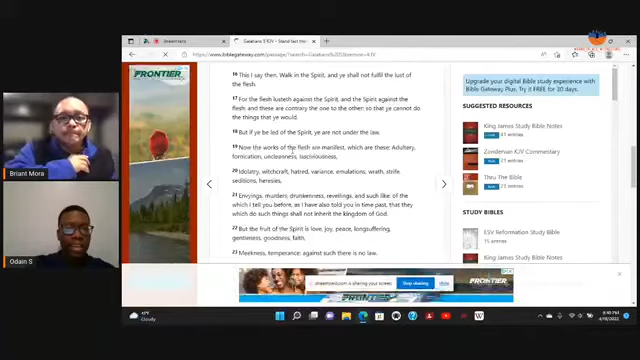 Galatians 5 KJV - Stand fast the
https://www.biblegateway.com/passage/?search=Galatians%205&version=KJV
FRONTIER
16 This I say then, Walk in the Spirit, and ye shall not fulfil the lust of
the flesh.
17 For the flesh lusteth against the Spirit, and the Spirit against the
flesh: and these are contrary the one to the other: so that ye cannot do
the things that ye would.
18 But if ye be led of the Spirit, ye are not under the law.
19 Now the works of the flesh are manifest, which are these; Adultery,
fornication, uncleanness, lasciviousness,
20 Idolatry, witchcraft, hatred, variance, emulations, wrath, strife,
seditions, heresies,
21 Envyings, murders, drunkenness, revellings, and such like: of the
which I tell you before, as I have also told you in time past, that they
which do such things shall not inherit the kingdom of God.
22 But the fruit of the Spirit is love, joy, peace, longsuffering,
gentleness, goodness, faith,
23 Meekness, temperance: against such there is no law.
Upgrade your digital Bible study experience with
Bible Gateway Plus. Try it FREE for 30 days.
SUGGESTED RESOURCES
King James Study Bible Notes
Zondervan KJV Commentary
Thru The Bible
STUDY BIBLES
ESV Reformation Study Bible
15 entries
King James Study Bible Notes
Briant Mora
Odain S
streamyard.com is sharing your screen.
Stop sharing
Hide
FRONTIER
Cloudy